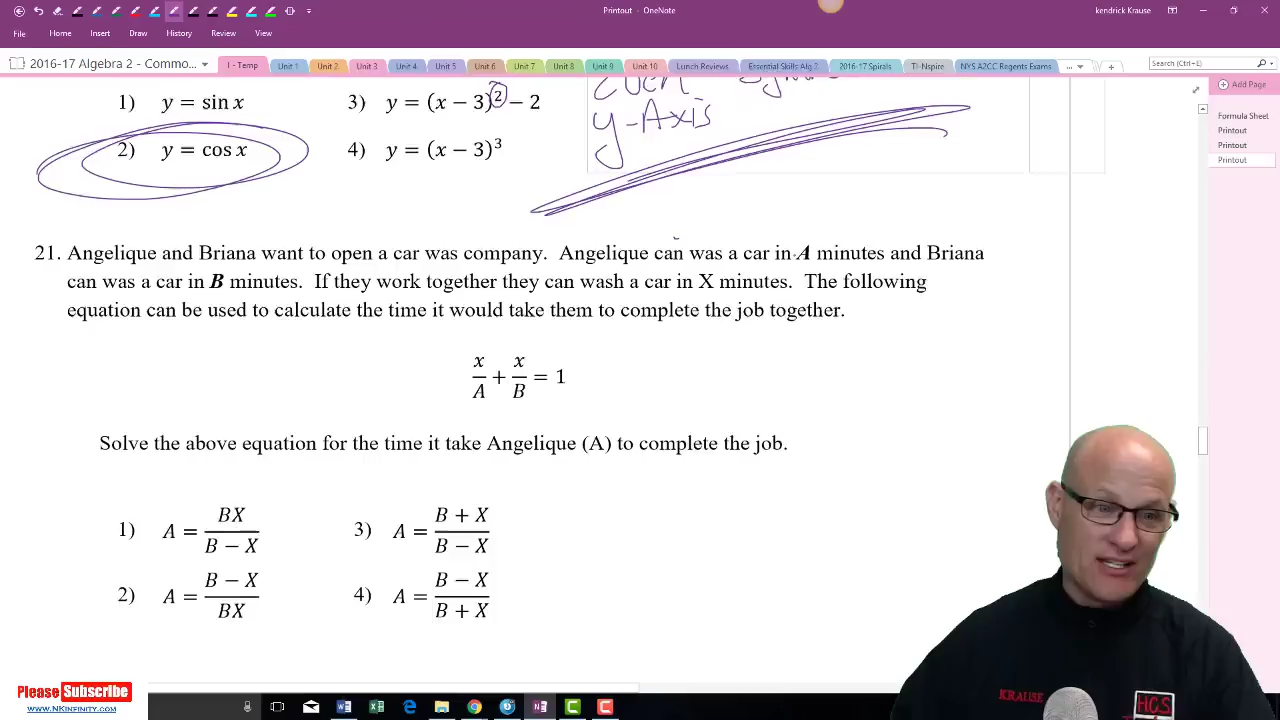 Printout - OneNote
kendrick Krause
File Home Insert Draw History Review View
2016-17 Algebra 2 - Commo... I - Temp Unit 1 Unit 2 Unit 3 Unit 4 Unit 5 Unit 6 Unit 7 Unit 8 Unit 9 Unit 10 Lunch Reviews Essential Skills Alg 2 2016-17 Spirals TI-Nspire NYS A2CC Regents Exams ... Search (Ctrl+E)
Add Page
Formula Sheet
Printout
Printout
Printout
Even
y-Axis
1) y = sin x 3) y = (x − 3)² − 2
2) y = cos x 4) y = (x − 3)³
21. Angelique and Briana want to open a car was company. Angelique can was a car in A minutes and Briana
can was a car in B minutes. If they work together they can wash a car in X minutes. The following
equation can be used to calculate the time it would take them to complete the job together.
x/A + x/B = 1
Solve the above equation for the time it take Angelique (A) to complete the job.
1) A = BX/(B − X) 3) A = (B + X)/(B − X)
2) A = (B − X)/BX 4) A = (B − X)/(B + X)
Please Subscribe
www.NKinfinity.com
KRAUSE
HCS